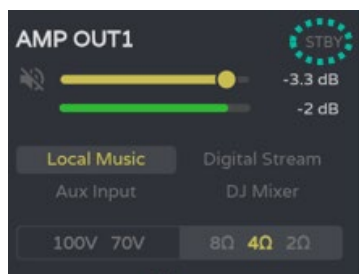 AMP OUT1 STBY
-3.3 dB
-2 dB
Local Music Digital Stream
Aux Input DJ Mixer
100V 70V 8Ω 4Ω 2Ω